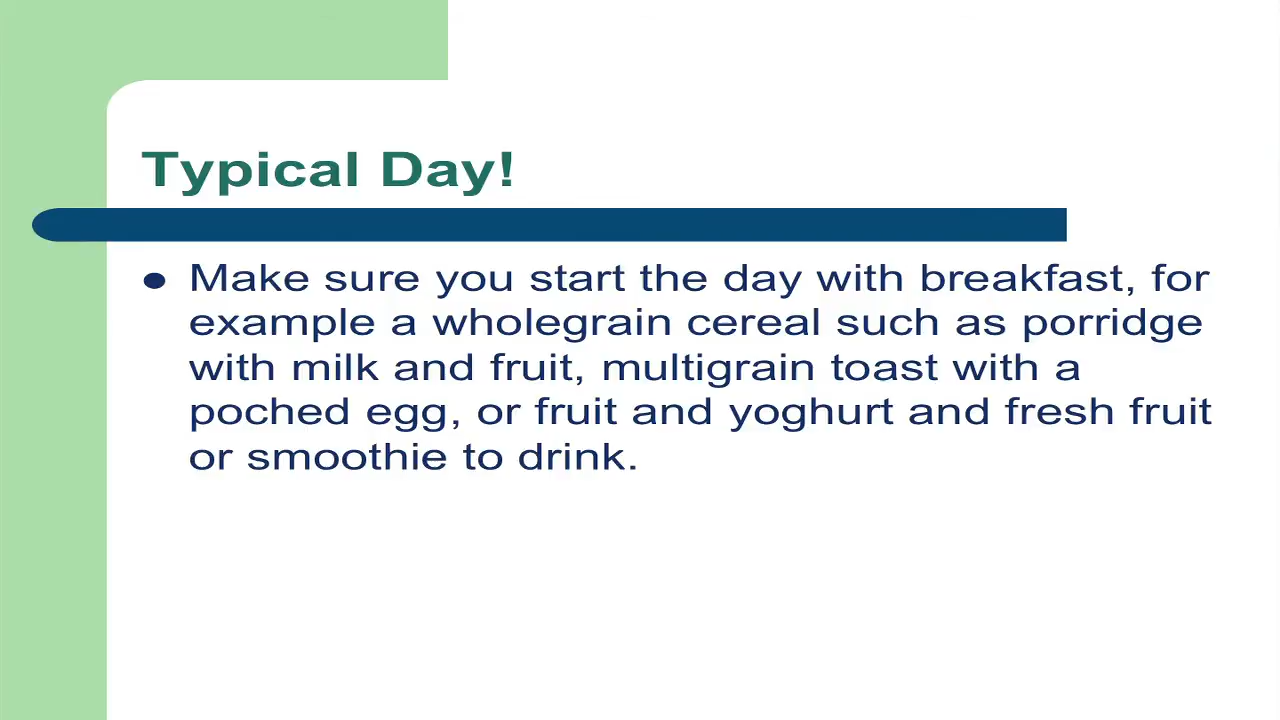 Typical Day!
● Make sure you start the day with breakfast, for
example a wholegrain cereal such as porridge
with milk and fruit, multigrain toast with a
poched egg, or fruit and yoghurt and fresh fruit
or smoothie to drink.